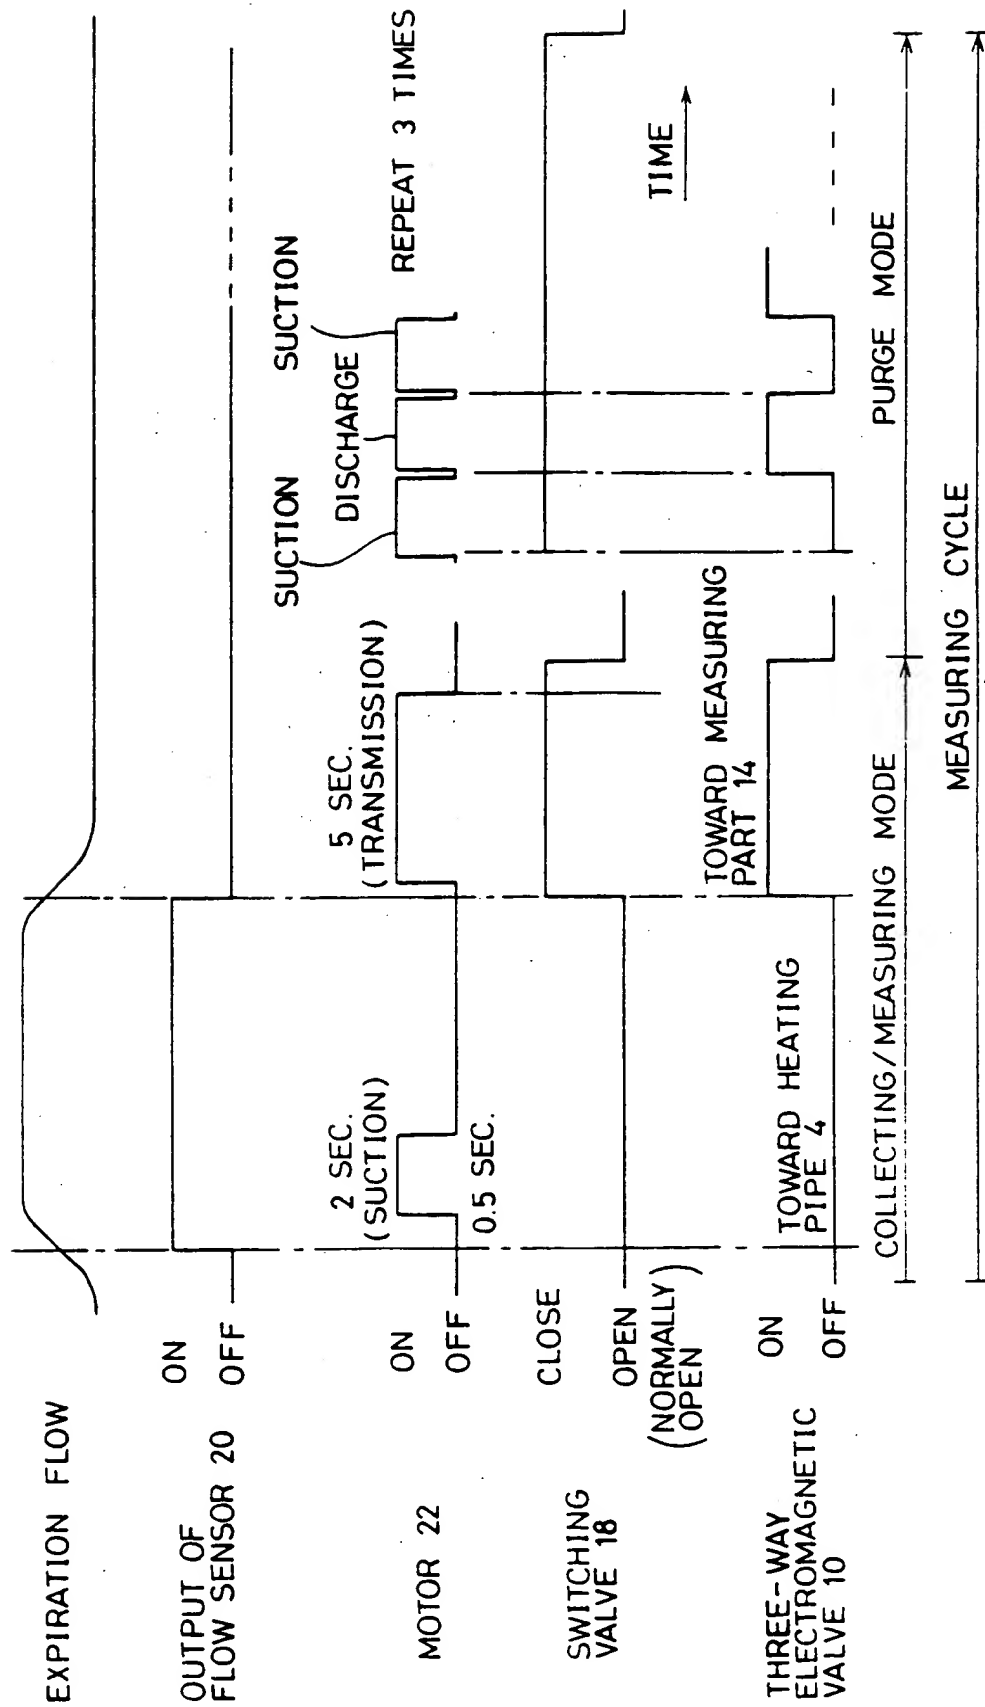 EXPIRATION FLOW
OUTPUT OF
FLOW SENSOR 20
ON
OFF
MOTOR 22
ON
OFF
2 SEC.
(SUCTION)
0.5 SEC.
5 SEC.
(TRANSMISSION)
SUCTION
DISCHARGE
SUCTION
REPEAT 3 TIMES
SWITCHING
VALVE 18
CLOSE
OPEN
(NORMALLY
OPEN)
TIME
THREE-WAY
ELECTROMAGNETIC
VALVE 10
ON
OFF
TOWARD HEATING
PIPE 4
TOWARD MEASURING
PART 14
COLLECTING/MEASURING MODE
PURGE MODE
MEASURING CYCLE